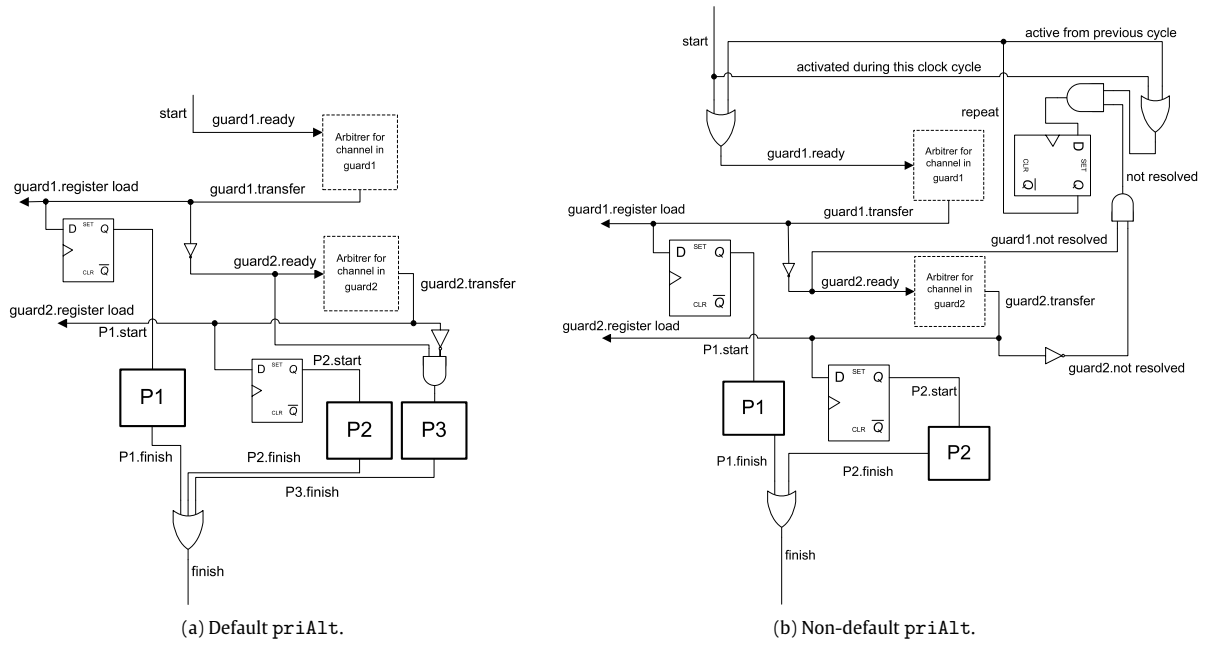 start
guard1.ready
Arbitrer for
channel in
guard1
guard1.register load
guard1.transfer
D SET Q
CLR Q
guard2.ready
Arbitrer for
channel in
guard2
guard2.transfer
guard2.register load
P1.start
D SET Q
CLR Q
P2.start
P1
P2
P3
P1.finish
P2.finish
P3.finish
finish
(a) Default priAlt.
start
active from previous cycle
activated during this clock cycle
repeat
guard1.ready
Arbitrer for
channel in
guard1
D SET
CLR Q Q
not resolved
guard1.register load
guard1.transfer
guard1.not resolved
D SET Q
CLR Q
guard2.ready
Arbitrer for
channel in
guard2
guard2.transfer
guard2.register load
P1.start
guard2.not resolved
D SET Q
CLR Q
P2.start
P1
P2
P1.finish
P2.finish
finish
(b) Non-default priAlt.